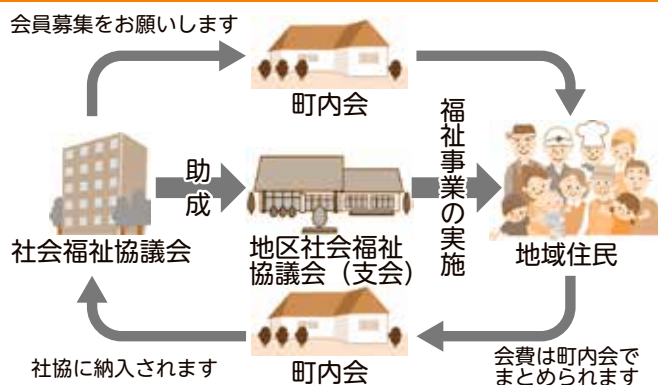 会員募集をお願いします
町内会
助成
福祉事業の実施
社会福祉協議会
地区社会福祉
協議会（支会）
地域住民
町内会
社協に納入されます
会費は町内会で
まとめられます